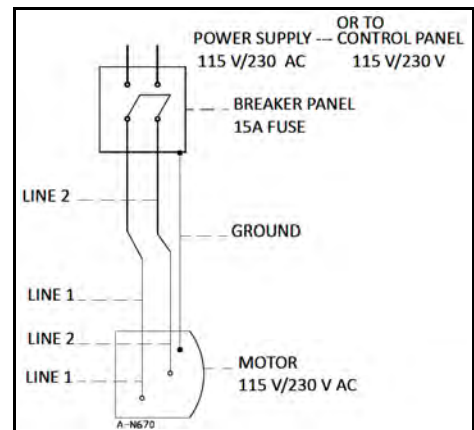 OR TO
POWER SUPPLY --- CONTROL PANEL
115 V/230 AC 115 V/230 V
BREAKER PANEL
15A FUSE
LINE 2
GROUND
LINE 1
LINE 2
LINE 1
MOTOR
115 V/230 V AC
A-N670